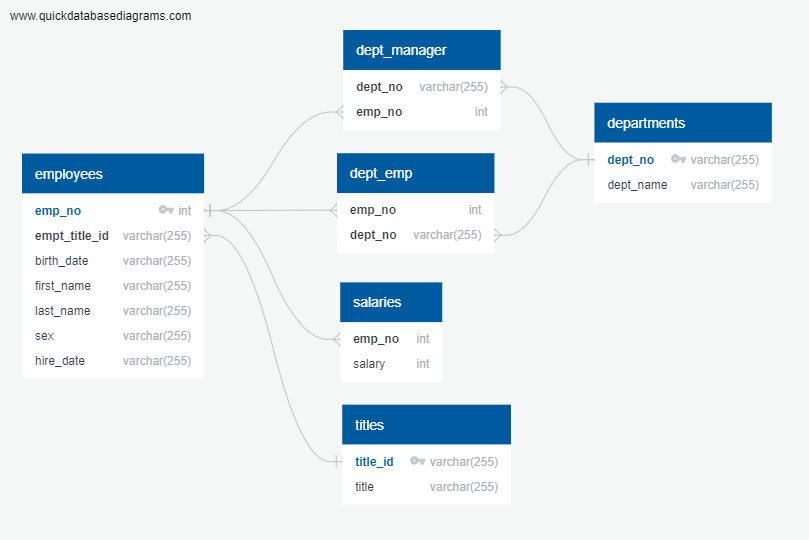 www.quickdatabasediagrams.com
employees
emp_no int
empt_title_id varchar(255)
birth_date varchar(255)
first_name varchar(255)
last_name varchar(255)
sex varchar(255)
hire_date varchar(255)
dept_manager
dept_no varchar(255)
emp_no int
dept_emp
emp_no int
dept_no varchar(255)
salaries
emp_no int
salary int
titles
title_id varchar(255)
title varchar(255)
departments
dept_no varchar(255)
dept_name varchar(255)